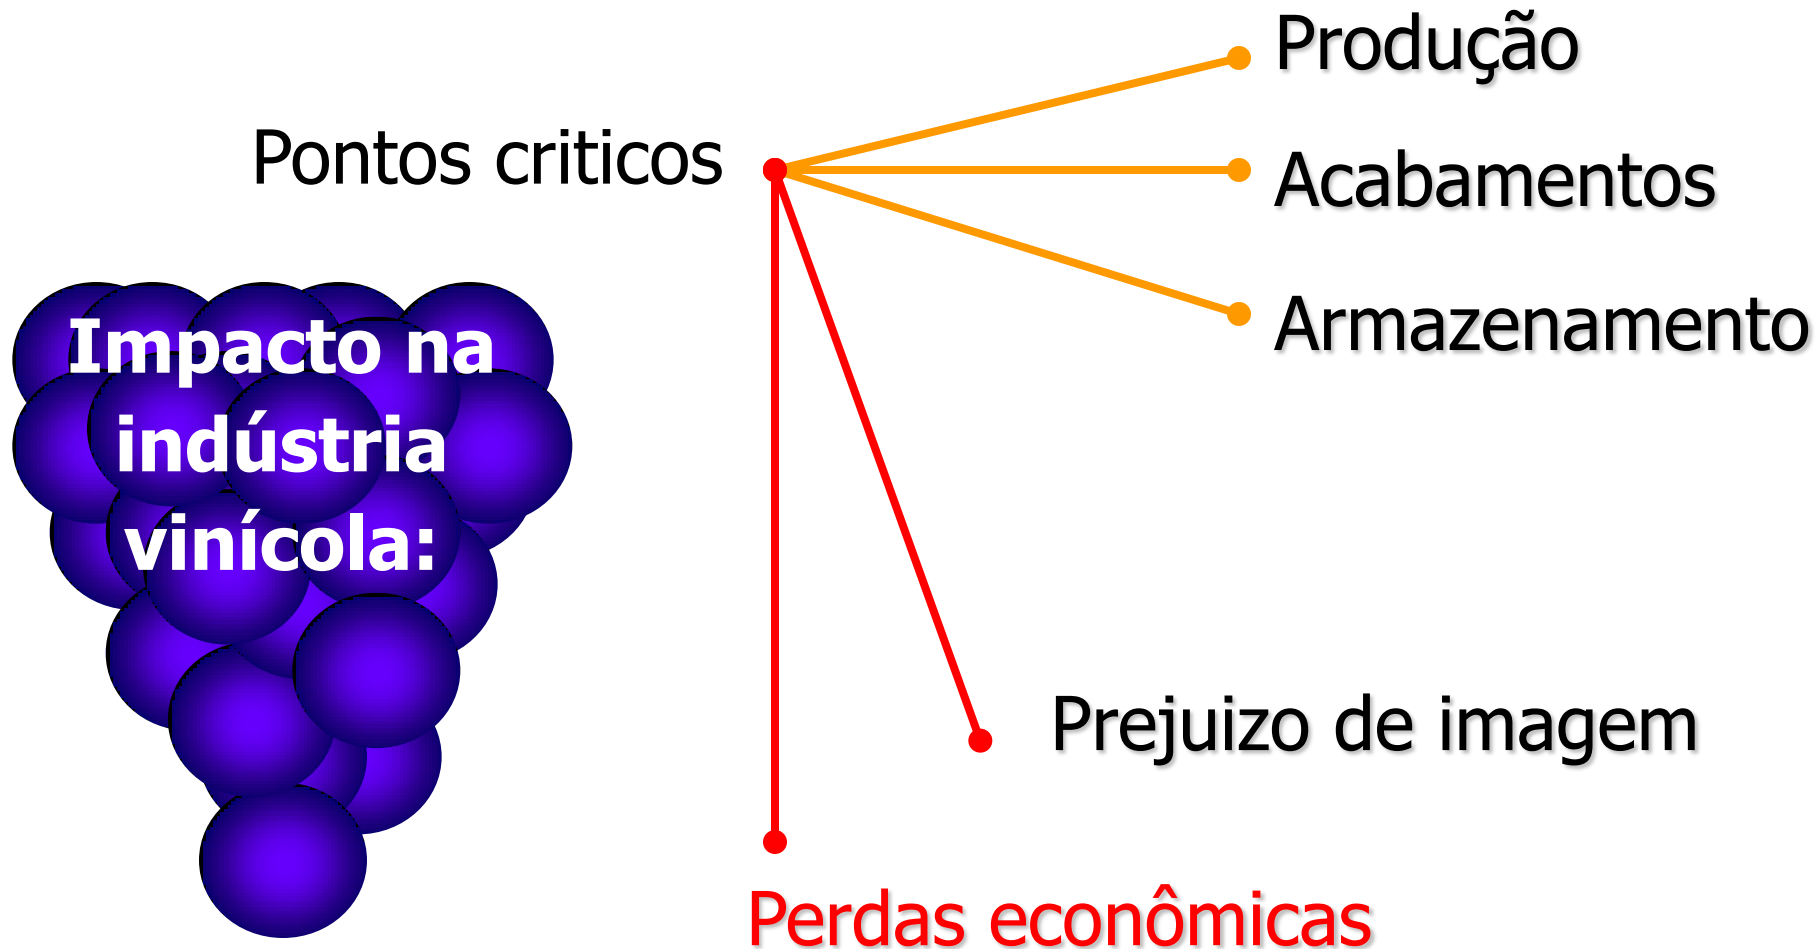 Produção
Pontos criticos
Acabamentos
Armazenamento
Impacto na
indústria
vinícola:
Prejuizo de imagem
Perdas econômicas